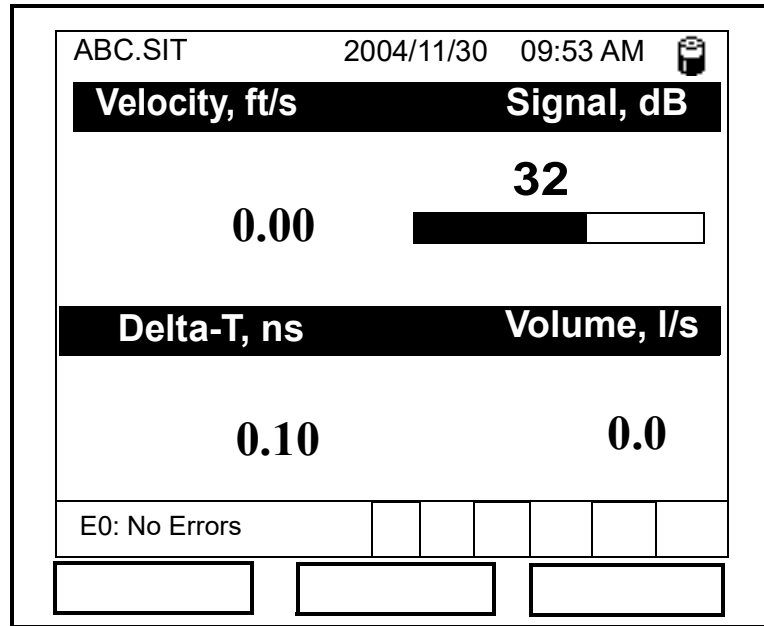 ABC.SIT 2004/11/30 09:53 AM
Velocity, ft/s Signal, dB
32
0.00
Delta-T, ns Volume, l/s
0.10 0.0
E0: No Errors